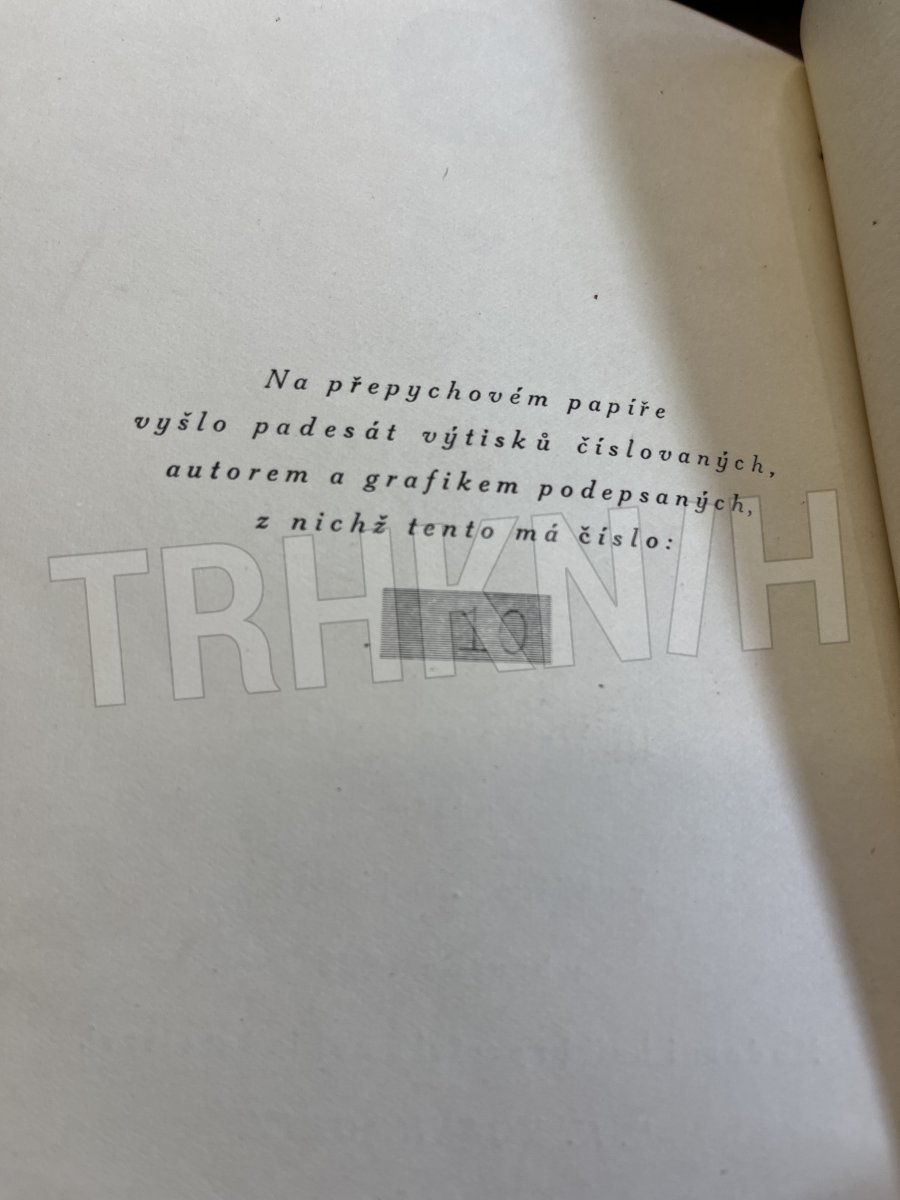 Na přepychovém papíře
vyšlo padesát výtisků číslovaných,
autorem a grafikem podepsaných,
z nichž tento má číslo:
10
TRHKNIH